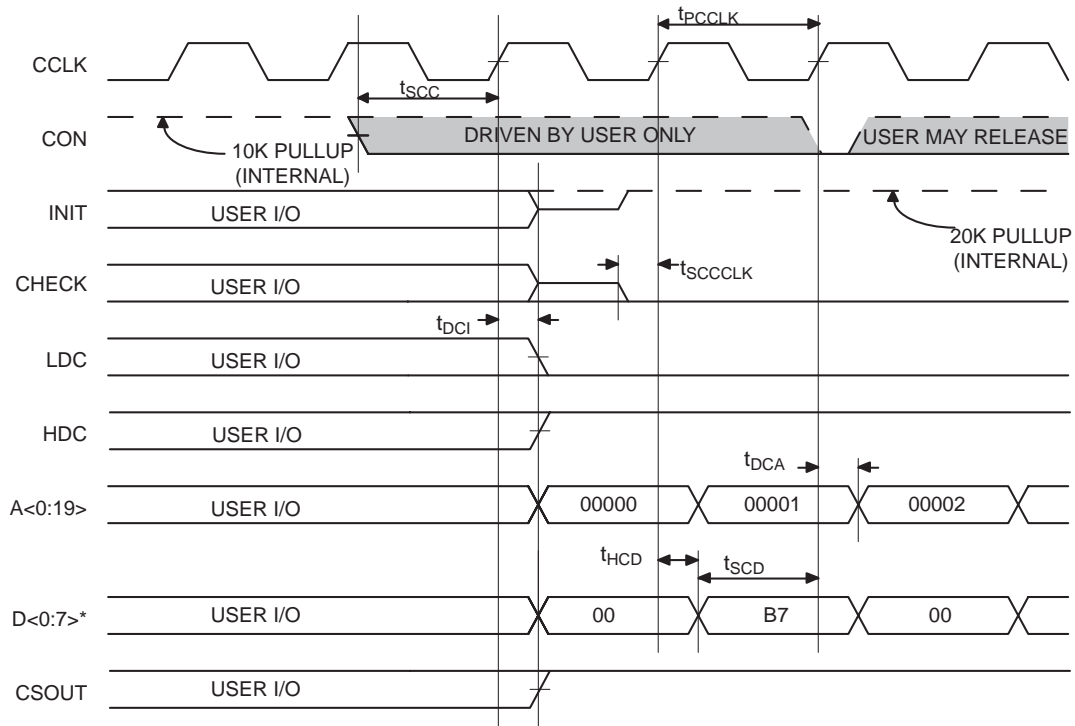 tPCCLK
CCLK
tSCC
CON
DRIVEN BY USER ONLY
USER MAY RELEASE
10K PULLUP
(INTERNAL)
INIT
USER I/O
20K PULLUP
(INTERNAL)
CHECK
USER I/O
tSCCCLK
tDCI
LDC
USER I/O
HDC
USER I/O
tDCA
A<0:19>
USER I/O
00000
00001
00002
tHCD
tSCD
D<0:7>*
USER I/O
00
B7
00
CSOUT
USER I/O